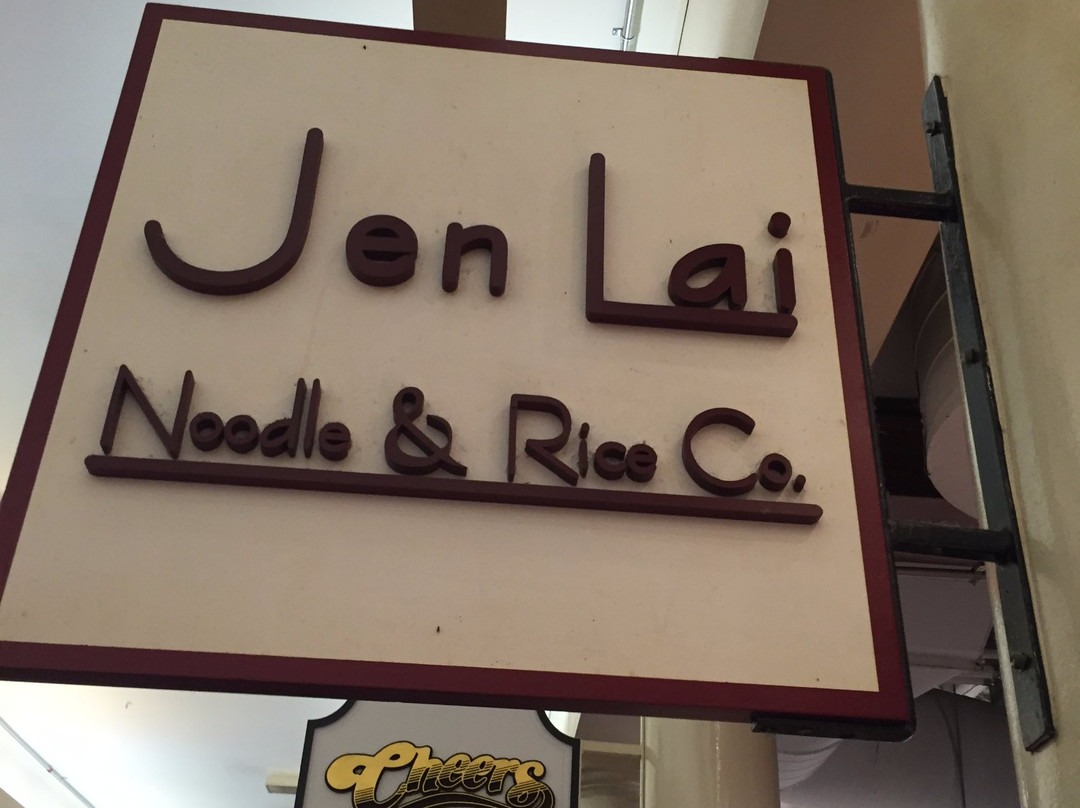 Jen Lai
Noodle & Rice Co.
Cheers